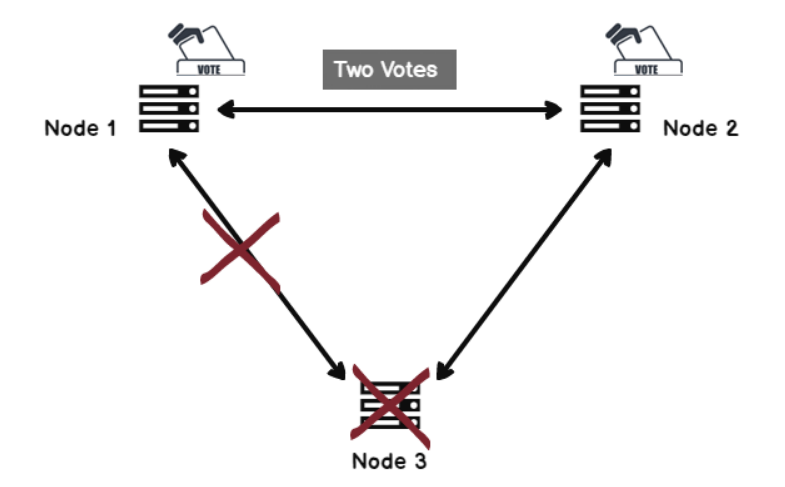 VOTE
VOTE
Two Votes
Node 1
Node 2
Node 3